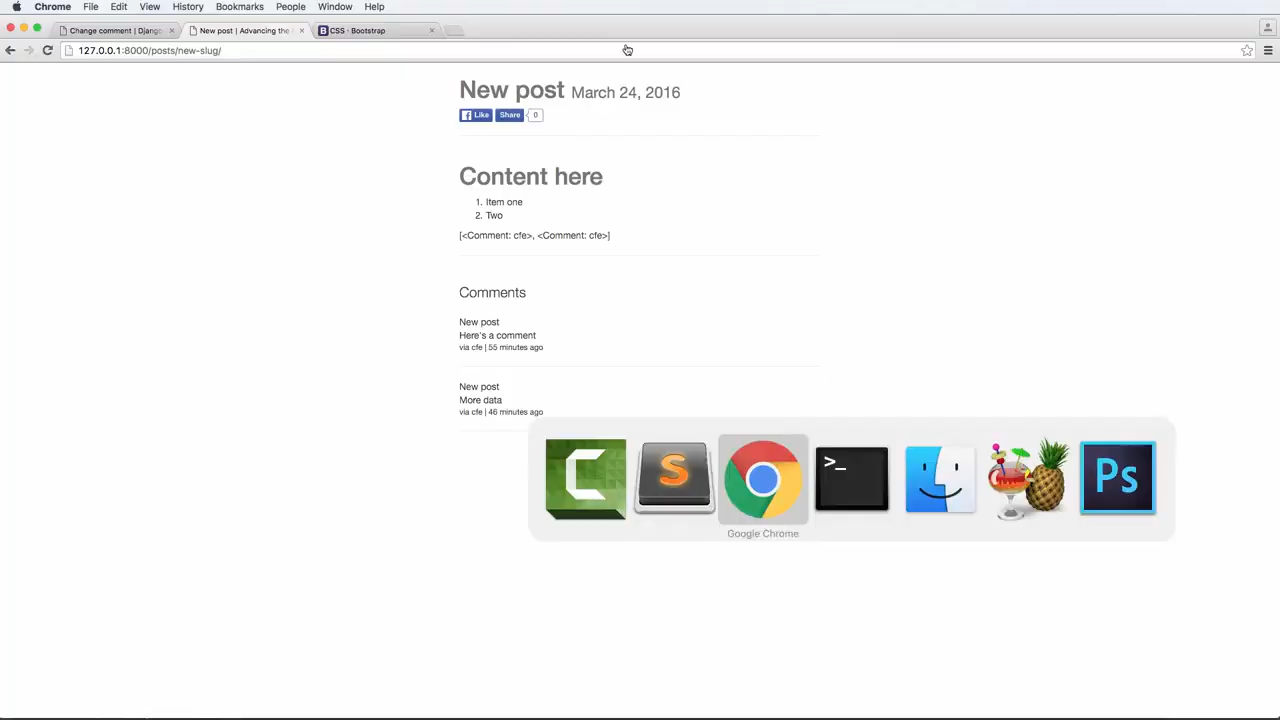 Chrome File Edit View History Bookmarks People Window Help
Change comment | Djang
New post | Advancing the
CSS · Bootstrap
127.0.0.1:8000/posts/new-slug/
New post March 24, 2016
Like Share 0
Content here
1. Item one
2. Two
[<Comment: cfe>, <Comment: cfe>]
Comments
New post
Here's a comment
via cfe | 55 minutes ago
New post
More data
via cfe | 46 minutes ago
C S >_ Ps
Google Chrome